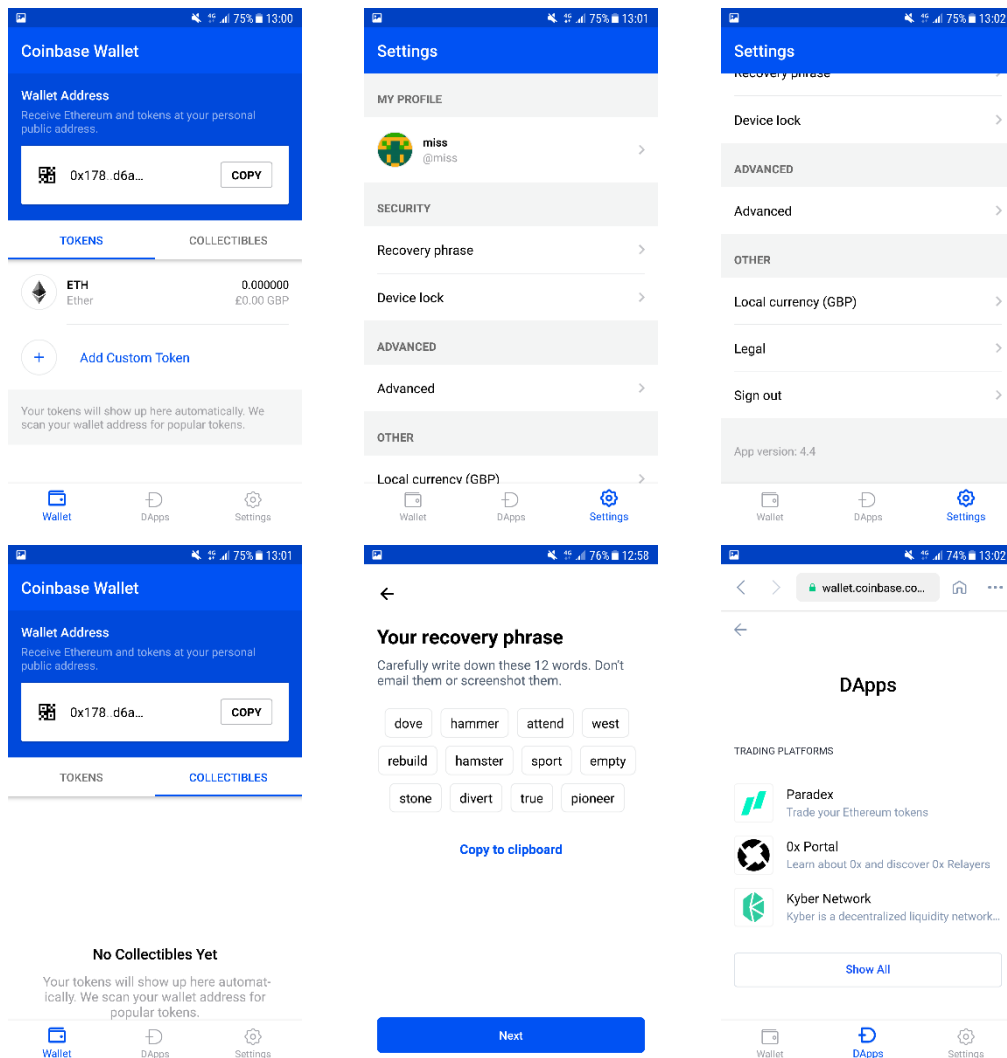 75% 13:00
Coinbase Wallet
Wallet Address
Receive Ethereum and tokens at your personal
public address.
0x178..d6a...
COPY
TOKENS COLLECTIBLES
ETH 0.000000
Ether £0.00 GBP
+ Add Custom Token
Your tokens will show up here automatically. We
scan your wallet address for popular tokens.
Wallet DApps Settings
75% 13:01
Settings
MY PROFILE
miss
@miss
SECURITY
Recovery phrase
Device lock
ADVANCED
Advanced
OTHER
Local currency (GBP)
Wallet DApps Settings
75% 13:02
Settings
Recovery phrase
Device lock
ADVANCED
Advanced
OTHER
Local currency (GBP)
Legal
Sign out
App version: 4.4
Wallet DApps Settings
75% 13:01
Coinbase Wallet
Wallet Address
Receive Ethereum and tokens at your personal
public address.
0x178..d6a...
COPY
TOKENS COLLECTIBLES
No Collectibles Yet
Your tokens will show up here automat-
ically. We scan your wallet address for
popular tokens.
Wallet DApps Settings
76% 12:58
Your recovery phrase
Carefully write down these 12 words. Don't
email them or screenshot them.
dove hammer attend west
rebuild hamster sport empty
stone divert true pioneer
Copy to clipboard
Next
74% 13:02
wallet.coinbase.co...
DApps
TRADING PLATFORMS
Paradex
Trade your Ethereum tokens
0x Portal
Learn about 0x and discover 0x Relayers
Kyber Network
Kyber is a decentralized liquidity network...
Show All
Wallet DApps Settings